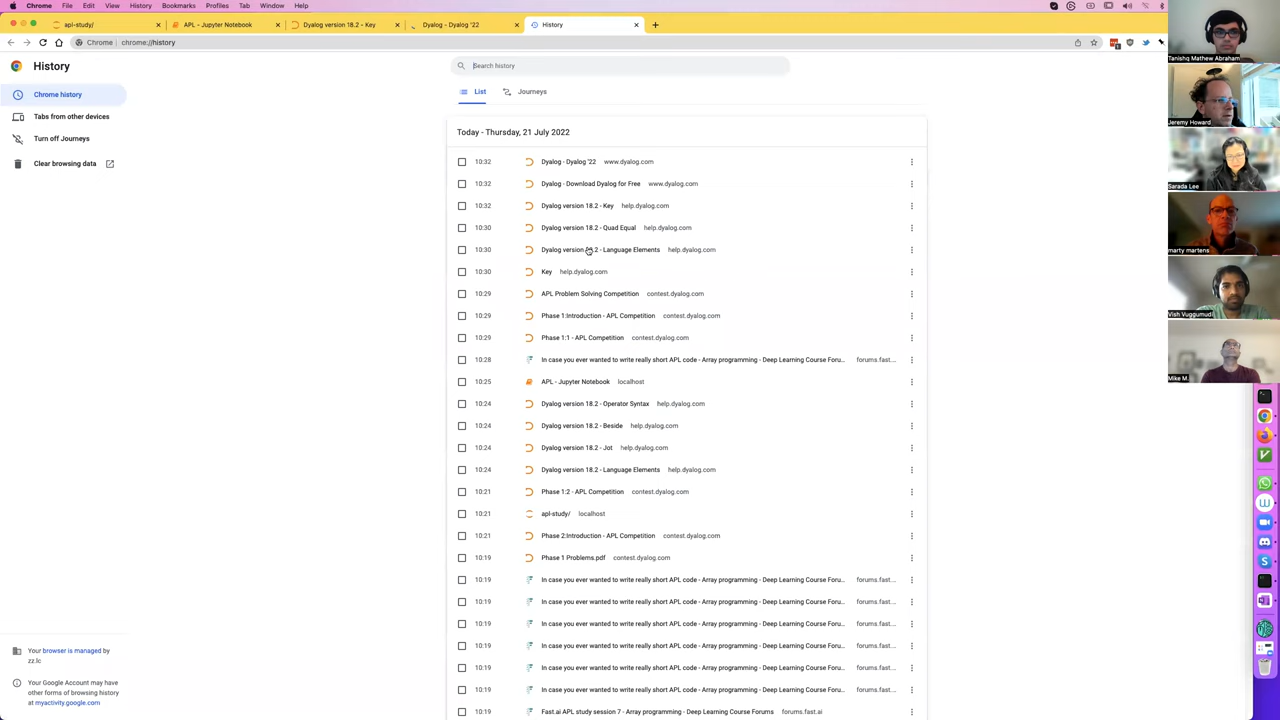 Chrome File Edit View History Bookmarks Profiles Tab Window Help
apl-study/
APL - Jupyter Notebook
Dyalog version 18.2 - Key
Dyalog - Dyalog '22
History
Chrome | chrome://history
History
Search history
Chrome history
Tabs from other devices
Turn off Journeys
Clear browsing data
List
Journeys
Today - Thursday, 21 July 2022
10:32 Dyalog - Dyalog '22 www.dyalog.com
10:32 Dyalog - Download Dyalog for Free www.dyalog.com
10:32 Dyalog version 18.2 - Key help.dyalog.com
10:30 Dyalog version 18.2 - Quad Equal help.dyalog.com
10:30 Dyalog version 18.2 - Language Elements help.dyalog.com
10:30 Key help.dyalog.com
10:29 APL Problem Solving Competition contest.dyalog.com
10:29 Phase 1:Introduction - APL Competition contest.dyalog.com
10:29 Phase 1:1 - APL Competition contest.dyalog.com
10:28 In case you ever wanted to write really short APL code - Array programming - Deep Learning Course Foru... forums.fast....
10:25 APL - Jupyter Notebook localhost
10:24 Dyalog version 18.2 - Operator Syntax help.dyalog.com
10:24 Dyalog version 18.2 - Beside help.dyalog.com
10:24 Dyalog version 18.2 - Jot help.dyalog.com
10:24 Dyalog version 18.2 - Language Elements help.dyalog.com
10:21 Phase 1:2 - APL Competition contest.dyalog.com
10:21 apl-study/ localhost
10:21 Phase 2:Introduction - APL Competition contest.dyalog.com
10:19 Phase 1 Problems.pdf contest.dyalog.com
10:19 In case you ever wanted to write really short APL code - Array programming - Deep Learning Course Foru... forums.fast....
10:19 In case you ever wanted to write really short APL code - Array programming - Deep Learning Course Foru... forums.fast....
10:19 In case you ever wanted to write really short APL code - Array programming - Deep Learning Course Foru... forums.fast....
10:19 In case you ever wanted to write really short APL code - Array programming - Deep Learning Course Foru... forums.fast....
10:19 In case you ever wanted to write really short APL code - Array programming - Deep Learning Course Foru... forums.fast....
10:19 In case you ever wanted to write really short APL code - Array programming - Deep Learning Course Foru... forums.fast....
10:19 Fast.ai APL study session 7 - Array programming - Deep Learning Course Forums forums.fast.ai
Your browser is managed by
zz.lc
Your Google Account may have
other forms of browsing history
at myactivity.google.com
Tanishq Mathew Abraham
Jeremy Howard
Sarada Lee
marty martens
Vish Vuggumudi
Mike M.